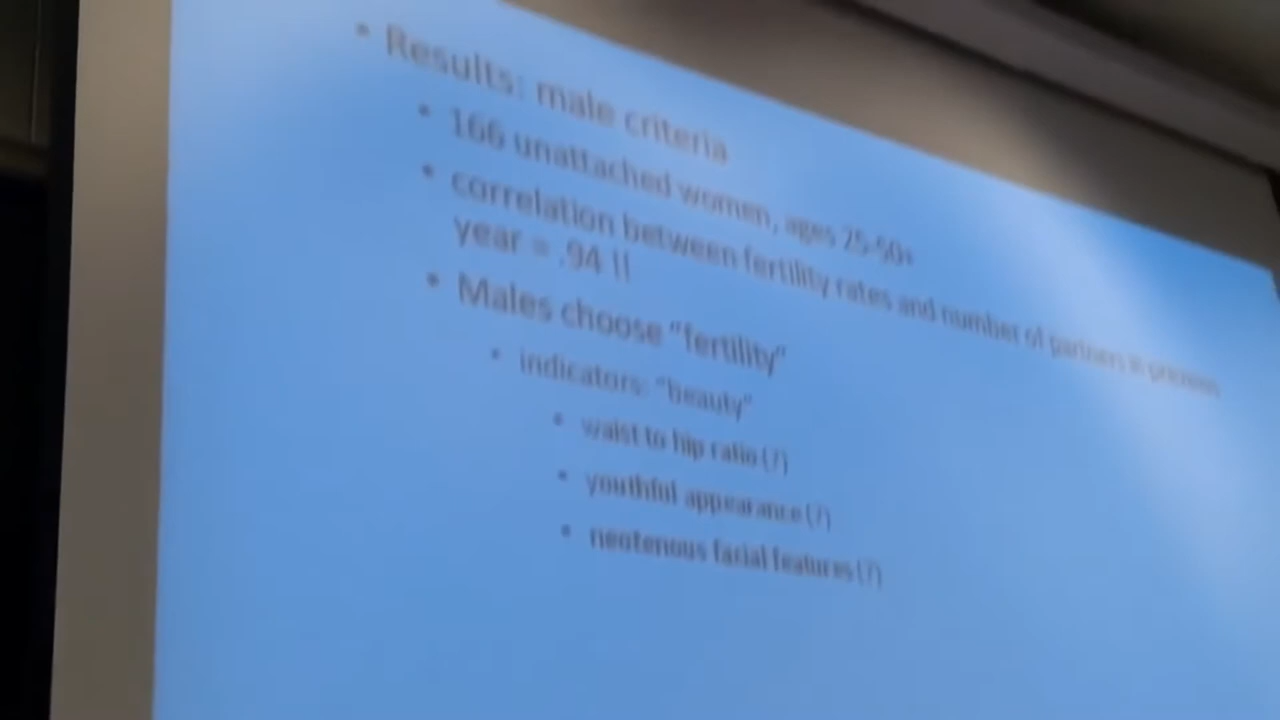 • Results: male criteria
• 166 unattached women, ages 25-50+
• correlation between fertility rates and number of partners in previous
year = .94 !!
• Males choose "fertility"
• indicators: "beauty"
• waist to hip ratio (?)
• youthful appearance (?)
• neotenous facial features (?)